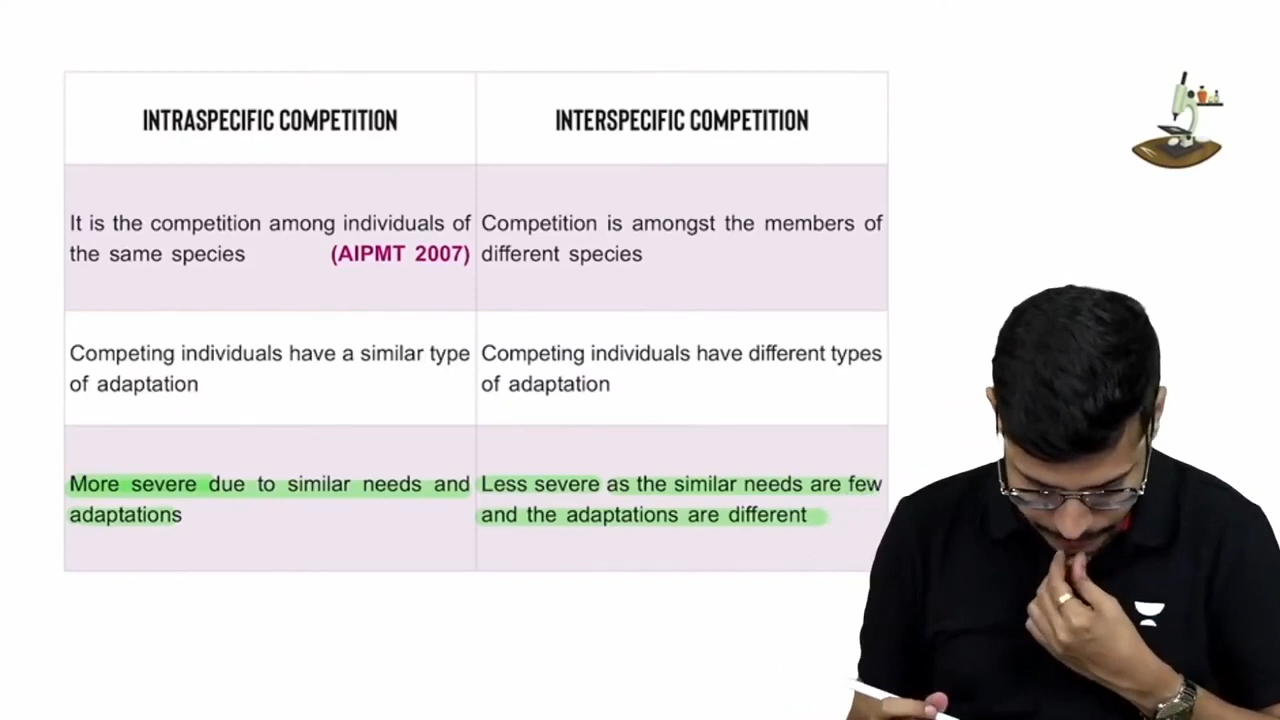 INTRASPECIFIC COMPETITION
INTERSPECIFIC COMPETITION
It is the competition among individuals of
the same species (AIPMT 2007)
Competition is amongst the members of
different species
Competing individuals have a similar type
of adaptation
Competing individuals have different types
of adaptation
More severe due to similar needs and
adaptations
Less severe as the similar needs are few
and the adaptations are different